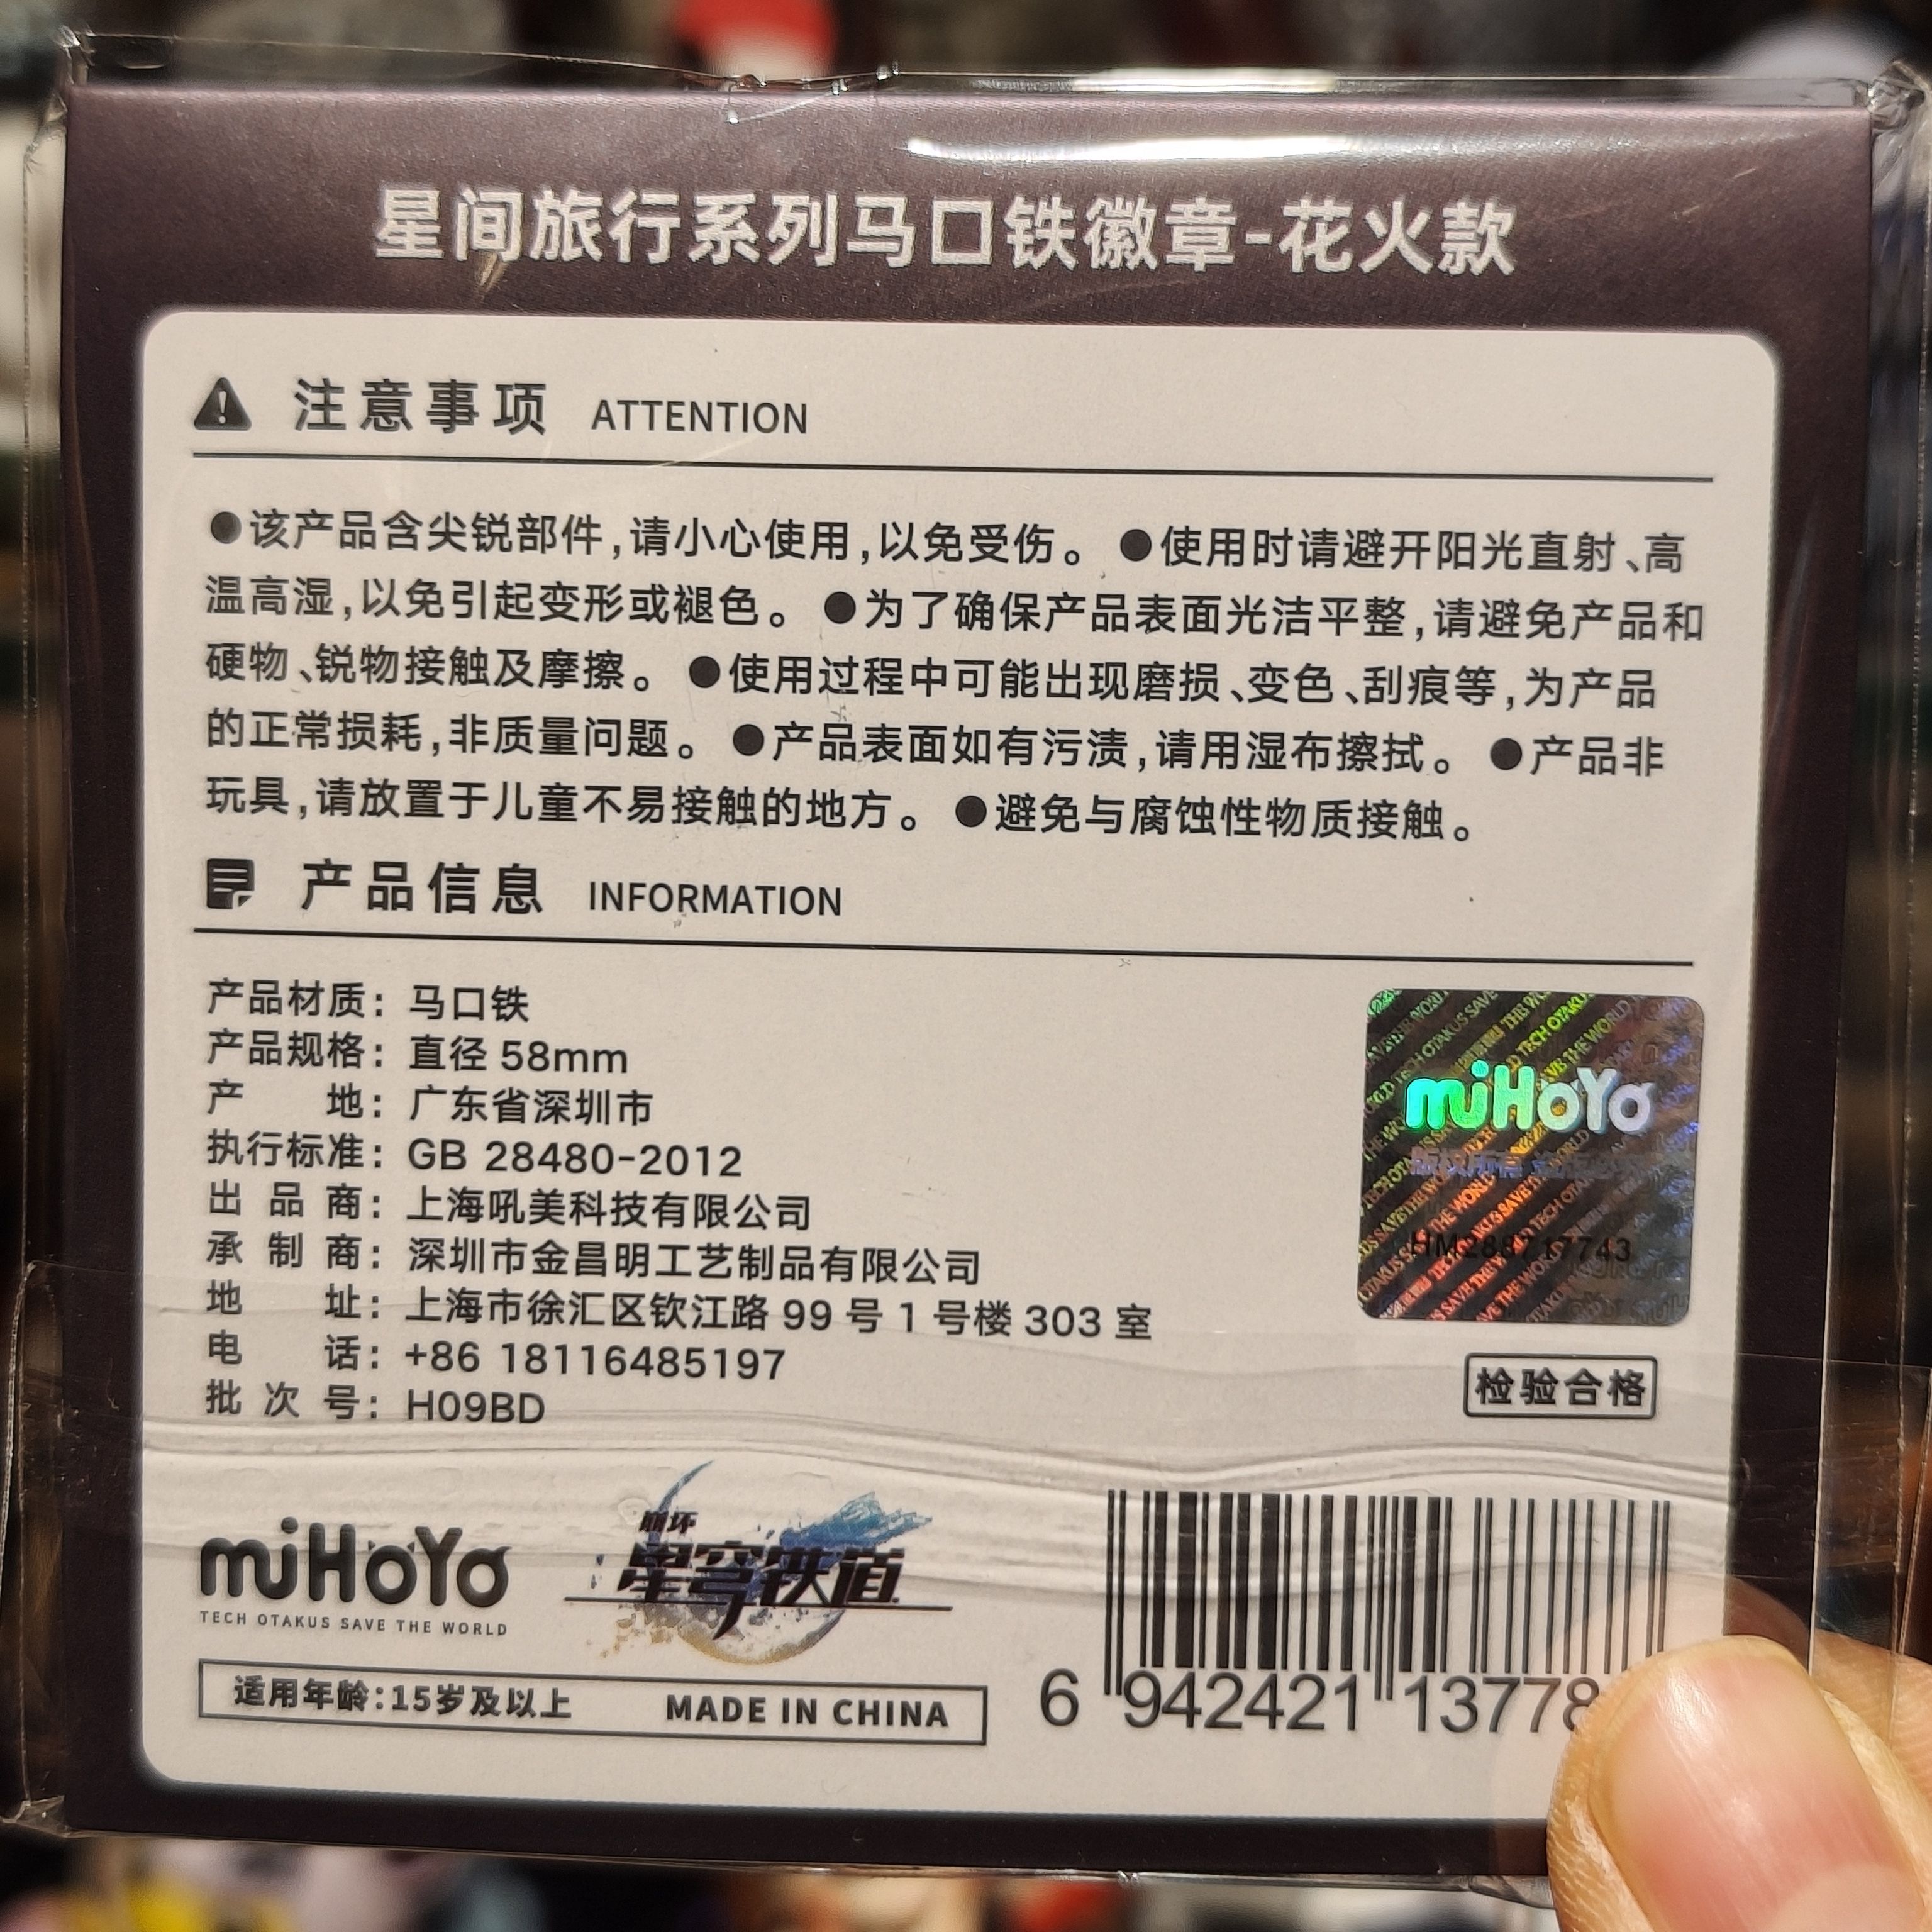 星间旅行系列马口铁徽章-花火款
注意事项 ATTENTION
●该产品含尖锐部件,请小心使用,以免受伤。 ●使用时请避开阳光直射、高
温高湿,以免引起变形或褪色。 ●为了确保产品表面光洁平整,请避免产品和
硬物、锐物接触及摩擦。 ●使用过程中可能出现磨损、变色、刮痕等,为产品
的正常损耗,非质量问题。 ●产品表面如有污渍,请用湿布擦拭。 ●产品非
玩具,请放置于儿童不易接触的地方。 ●避免与腐蚀性物质接触。
产品信息 INFORMATION
产品材质: 马口铁
产品规格: 直径 58mm
产地: 广东省深圳市
执行标准: GB 28480-2012
出品商: 上海吼美科技有限公司
承制商: 深圳市金昌明工艺制品有限公司
地址: 上海市徐汇区钦江路 99 号 1 号楼 303 室
电话: +86 18116485197
批次号: H09BD
miHoYo
版权所有
HM288717743
检验合格
miHoYo
TECH OTAKUS SAVE THE WORLD
崩坏
星穹铁道
适用年龄:15岁及以上 MADE IN CHINA
6 942421 13778